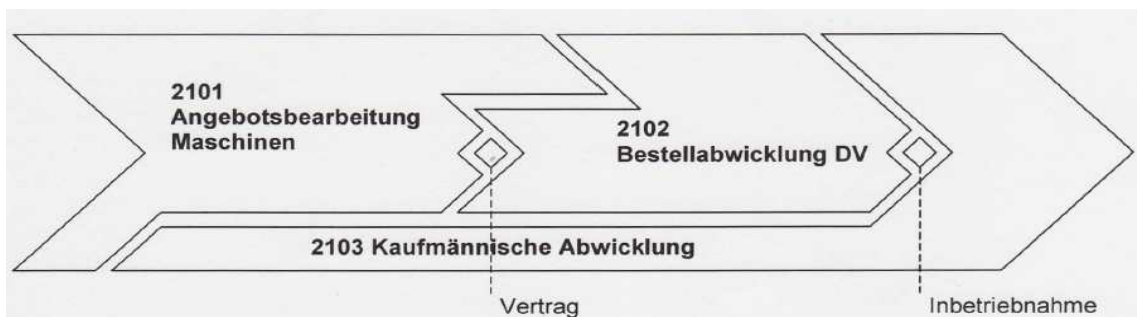 2101
Angebotsbearbeitung
Maschinen
2102
Bestellabwicklung DV
2103 Kaufmännische Abwicklung
Vertrag
Inbetriebnahme